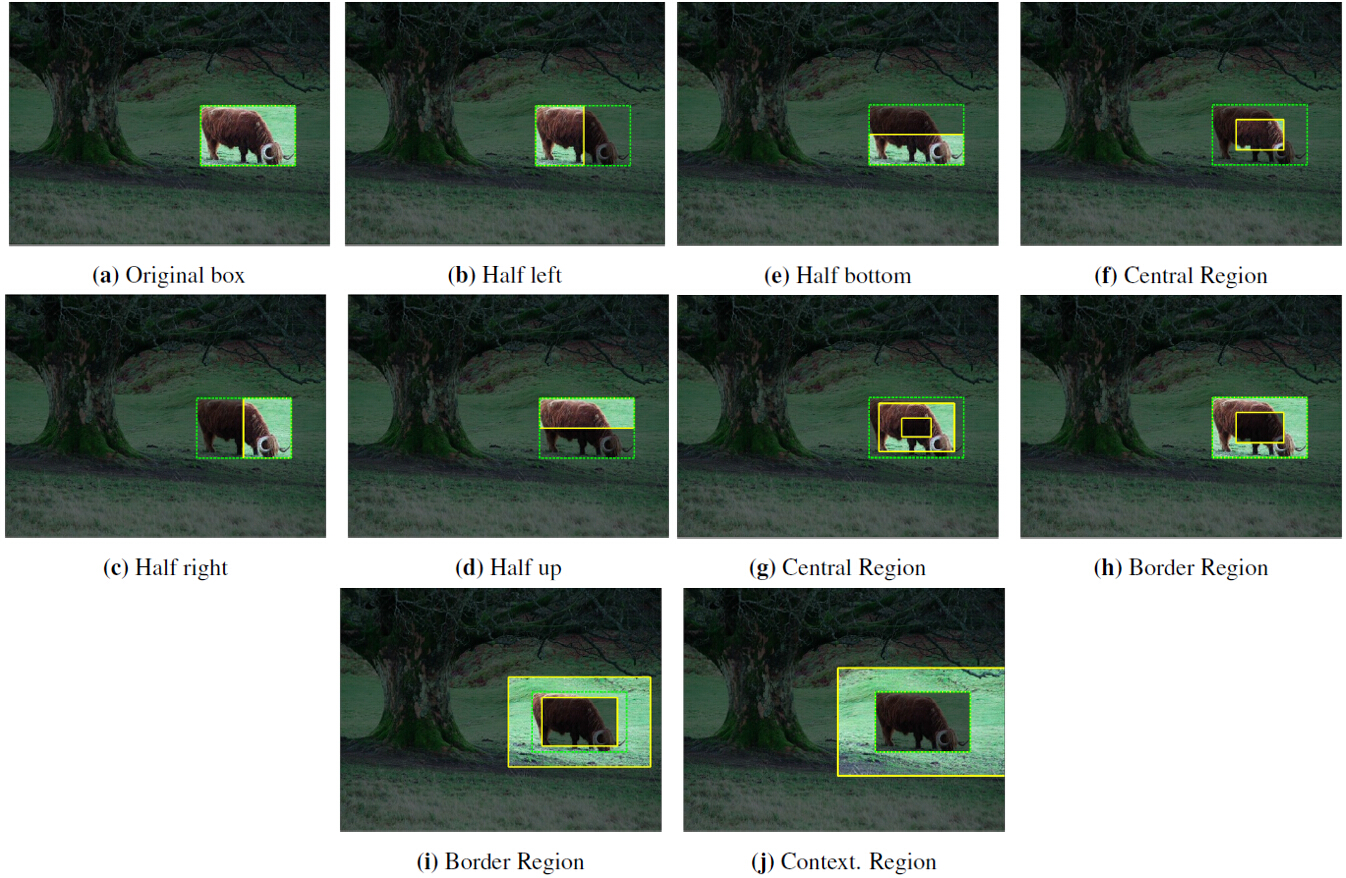 (a) Original box
(b) Half left
(e) Half bottom
(f) Central Region
(c) Half right
(d) Half up
(g) Central Region
(h) Border Region
(i) Border Region
(j) Context. Region